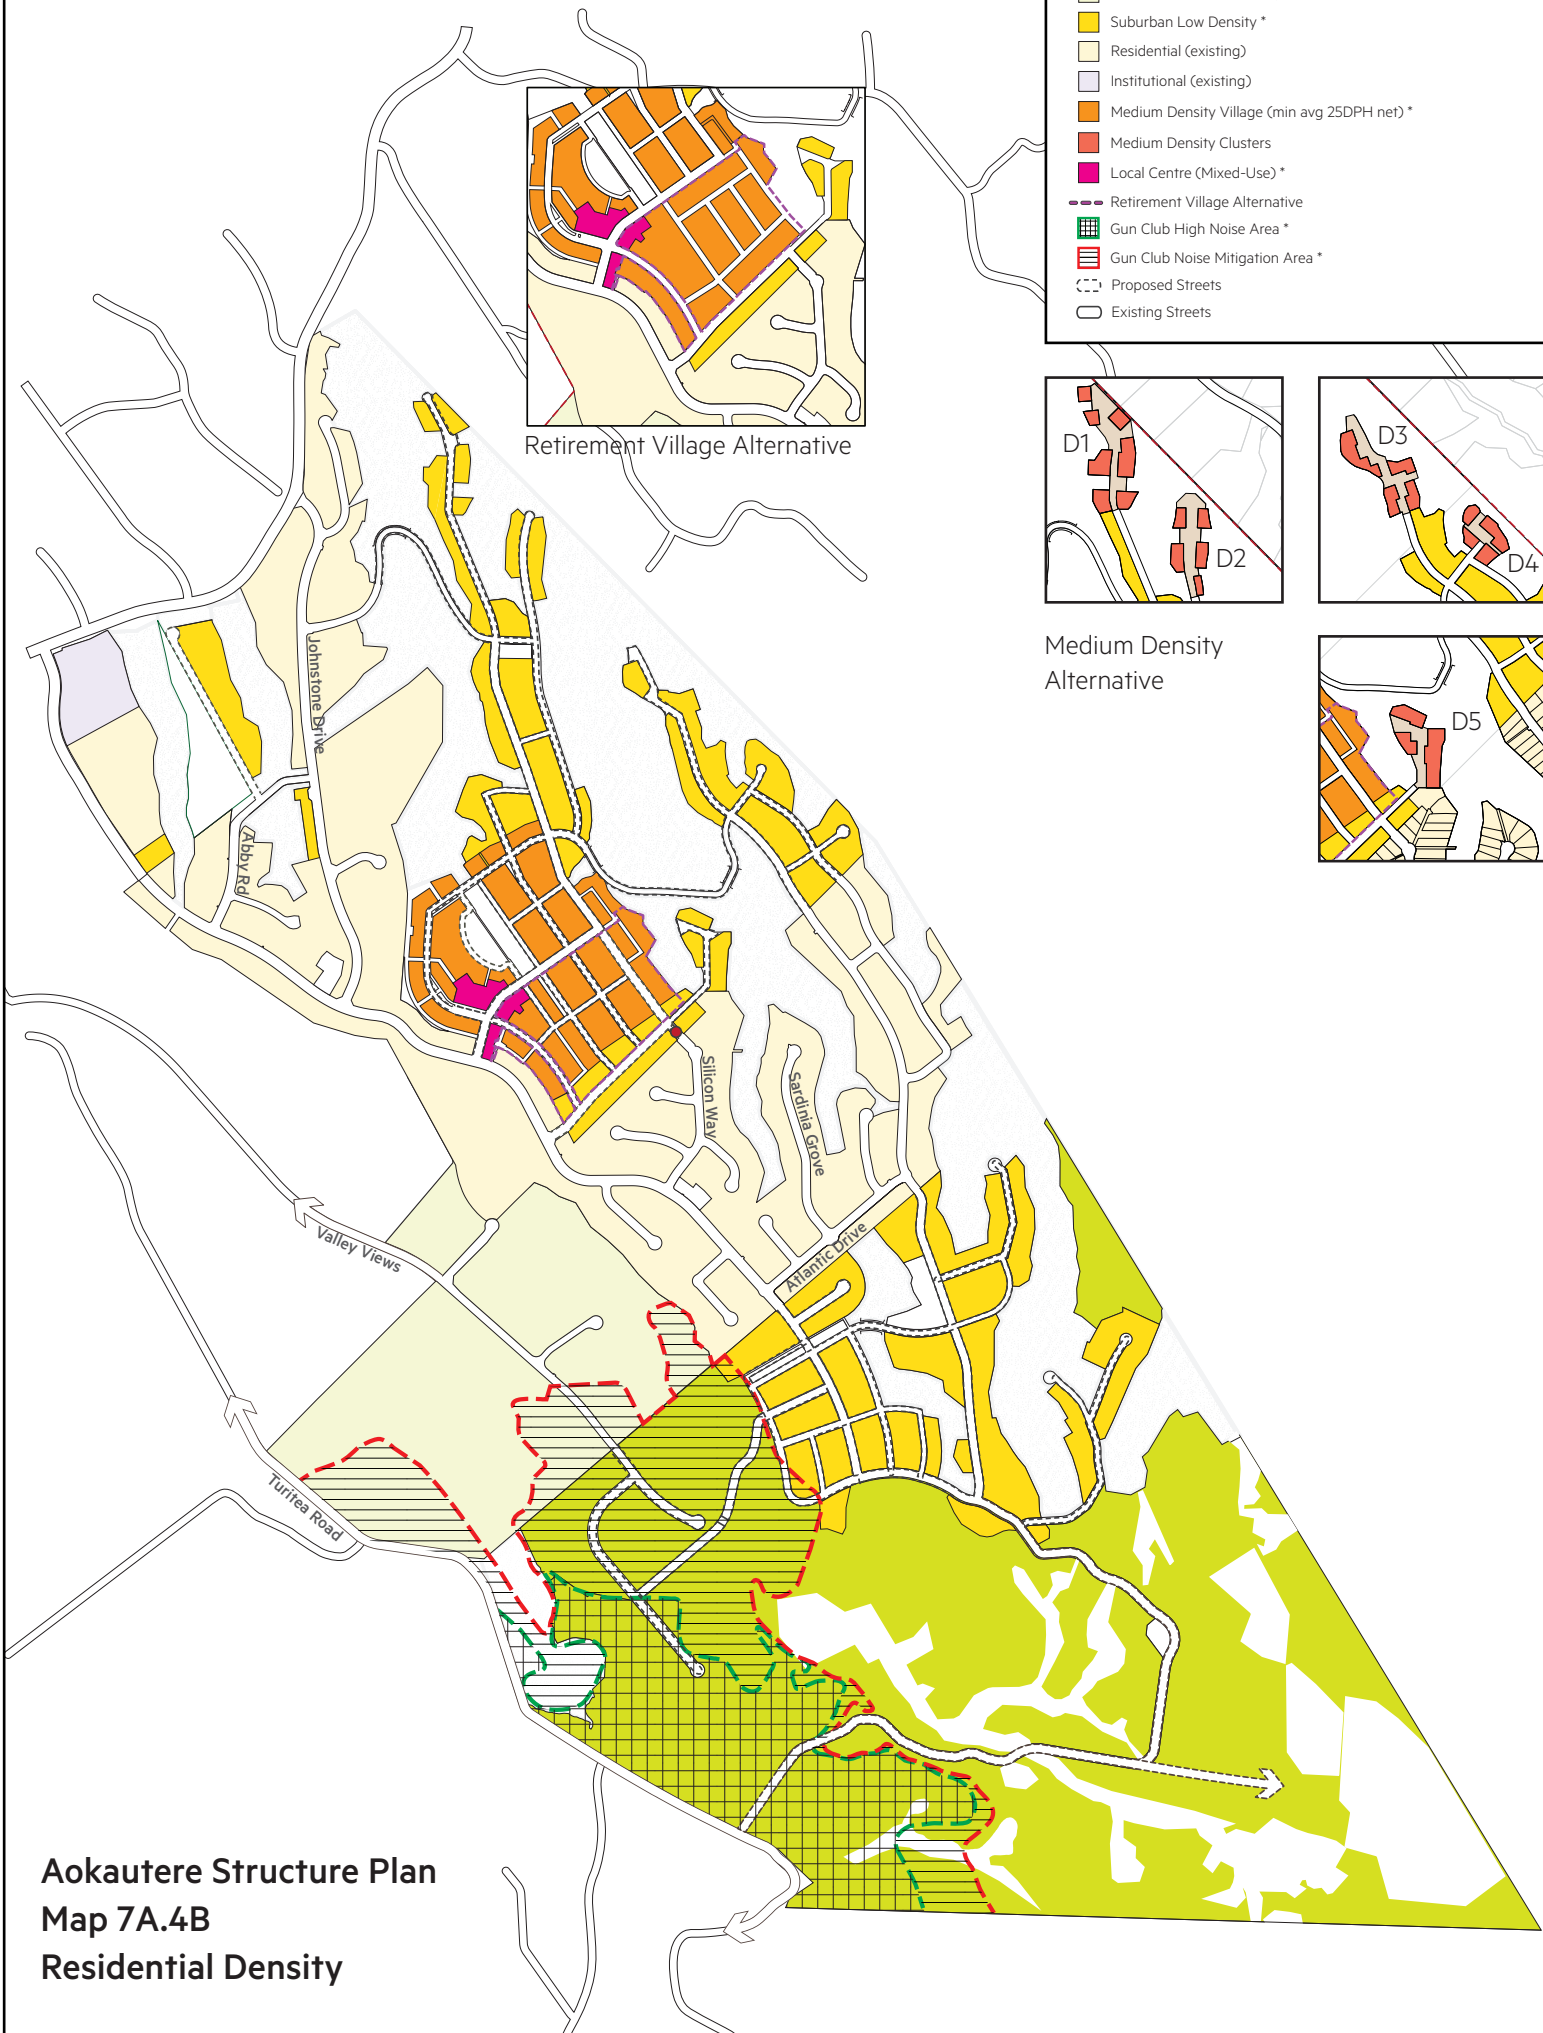 Suburban Low Density *
Residential (existing)
Institutional (existing)
Medium Density Village (min avg 25DPH net) *
Medium Density Clusters
Local Centre (Mixed-Use) *
Retirement Village Alternative
Gun Club High Noise Area *
Gun Club Noise Mitigation Area *
Proposed Streets
Existing Streets
Retirement Village Alternative
D1
D2
D3
D4
Medium Density
Alternative
D5
Johnstone Drive
Abby Rd
Silicon Way
Sardinia Grove
Atlantic Drive
Valley Views
Turitea Road
Aokautere Structure Plan
Map 7A.4B
Residential Density